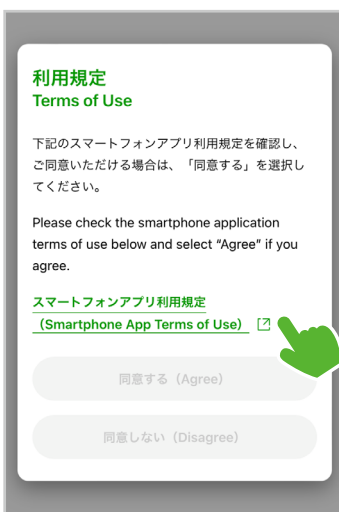 利用規定
Terms of Use
下記のスマートフォンアプリ利用規定を確認し、
ご同意いただける場合は、「同意する」を選択し
てください。
Please check the smartphone application
terms of use below and select “Agree” if you
agree.
スマートフォンアプリ利用規定
（Smartphone App Terms of Use）
同意する（Agree）
同意しない（Disagree）